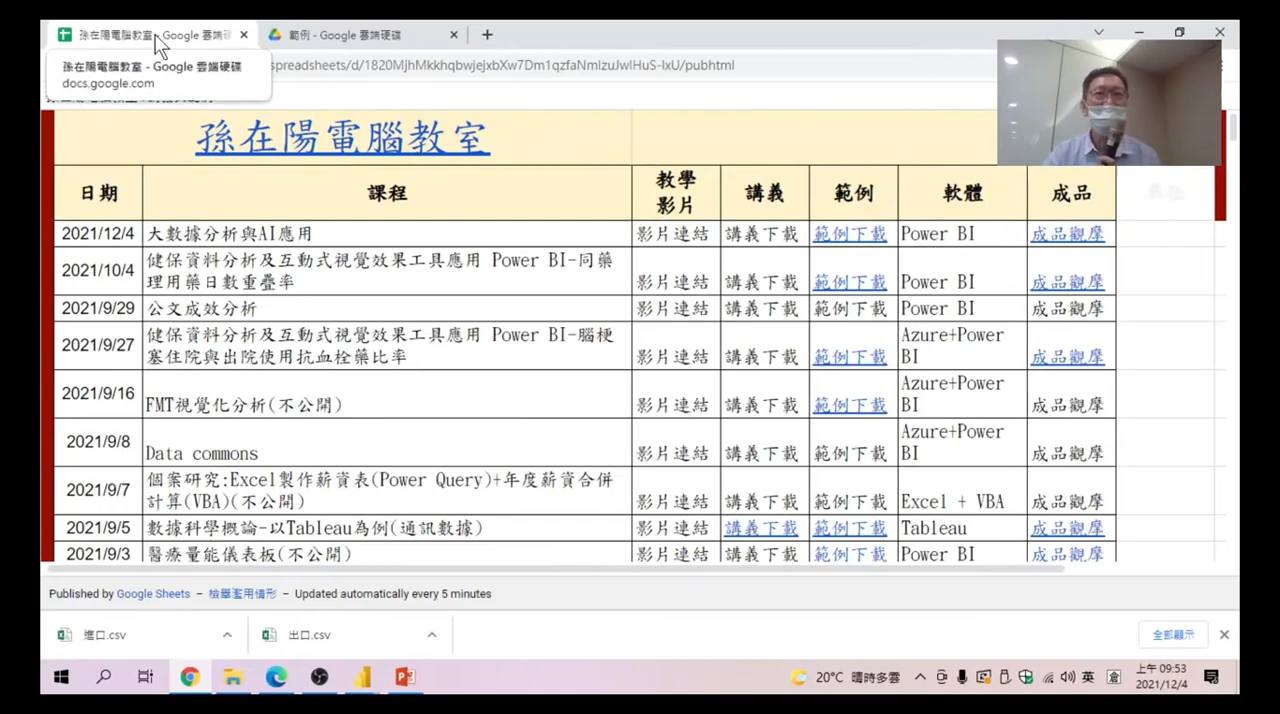 孫在陽電腦教室 - Google 雲端硬
範例 - Google 雲端硬碟
孫在陽電腦教室 - Google 雲端硬碟
docs.google.com
spreadsheets/d/1820MjhMkkhqbwjejxbXw7Dm1qzfaNmlzuJwlHuS-IxU/pubhtml
孫在陽電腦教室
日期 課程 教學影片 講義 範例 軟體 成品
2021/12/4 大數據分析與AI應用 影片連結 講義下載 範例下載 Power BI 成品觀摩
2021/10/4 健保資料分析及互動式視覺效果工具應用 Power BI-同藥
理用藥日數重疊率 影片連結 講義下載 範例下載 Power BI 成品觀摩
2021/9/29 公文成效分析 影片連結 講義下載 範例下載 Power BI 成品觀摩
2021/9/27 健保資料分析及互動式視覺效果工具應用 Power BI-腦梗 Azure+Power
塞住院與出院使用抗血栓藥比率 影片連結 講義下載 範例下載 BI 成品觀摩
2021/9/16 Azure+Power
FMT視覺化分析(不公開) 影片連結 講義下載 範例下載 BI 成品觀摩
2021/9/8 Azure+Power
Data commons 影片連結 講義下載 範例下載 BI 成品觀摩
2021/9/7 個案研究:Excel製作薪資表(Power Query)+年度薪資合併
計算(VBA)(不公開) 影片連結 講義下載 範例下載 Excel + VBA 成品觀摩
2021/9/5 數據科學概論-以Tableau為例(通訊數據) 影片連結 講義下載 範例下載 Tableau 成品觀摩
2021/9/3 醫療量能儀表板(不公開) 影片連結 講義下載 範例下載 Power BI 成品觀摩
Published by Google Sheets – 檢舉濫用情形 – Updated automatically every 5 minutes
進口.csv 出口.csv 全部顯示
20°C 晴時多雲 英 倉 上午 09:53
2021/12/4